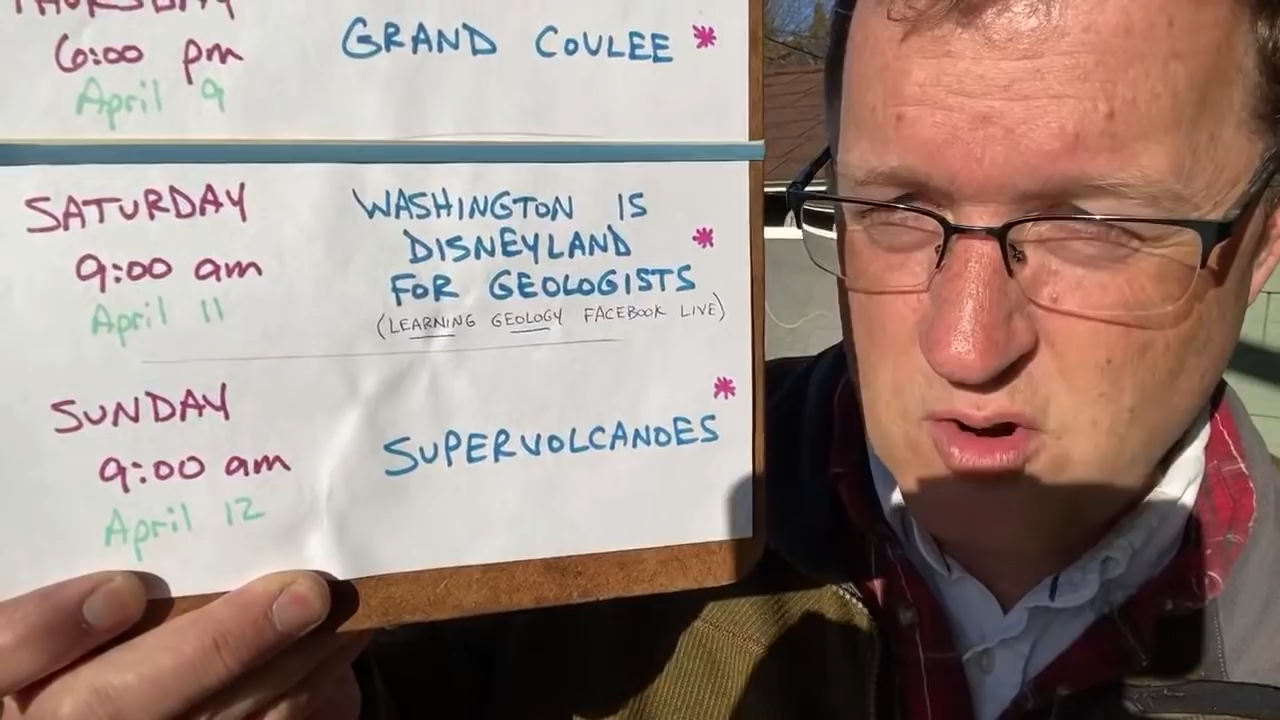 THURSDAY
6:00 pm
April 9
GRAND COULEE *
SATURDAY
9:00 am
April 11
WASHINGTON IS
DISNEYLAND *
FOR GEOLOGISTS
(LEARNING GEOLOGY FACEBOOK LIVE)
SUNDAY
9:00 am
April 12
*
SUPERVOLCANOES